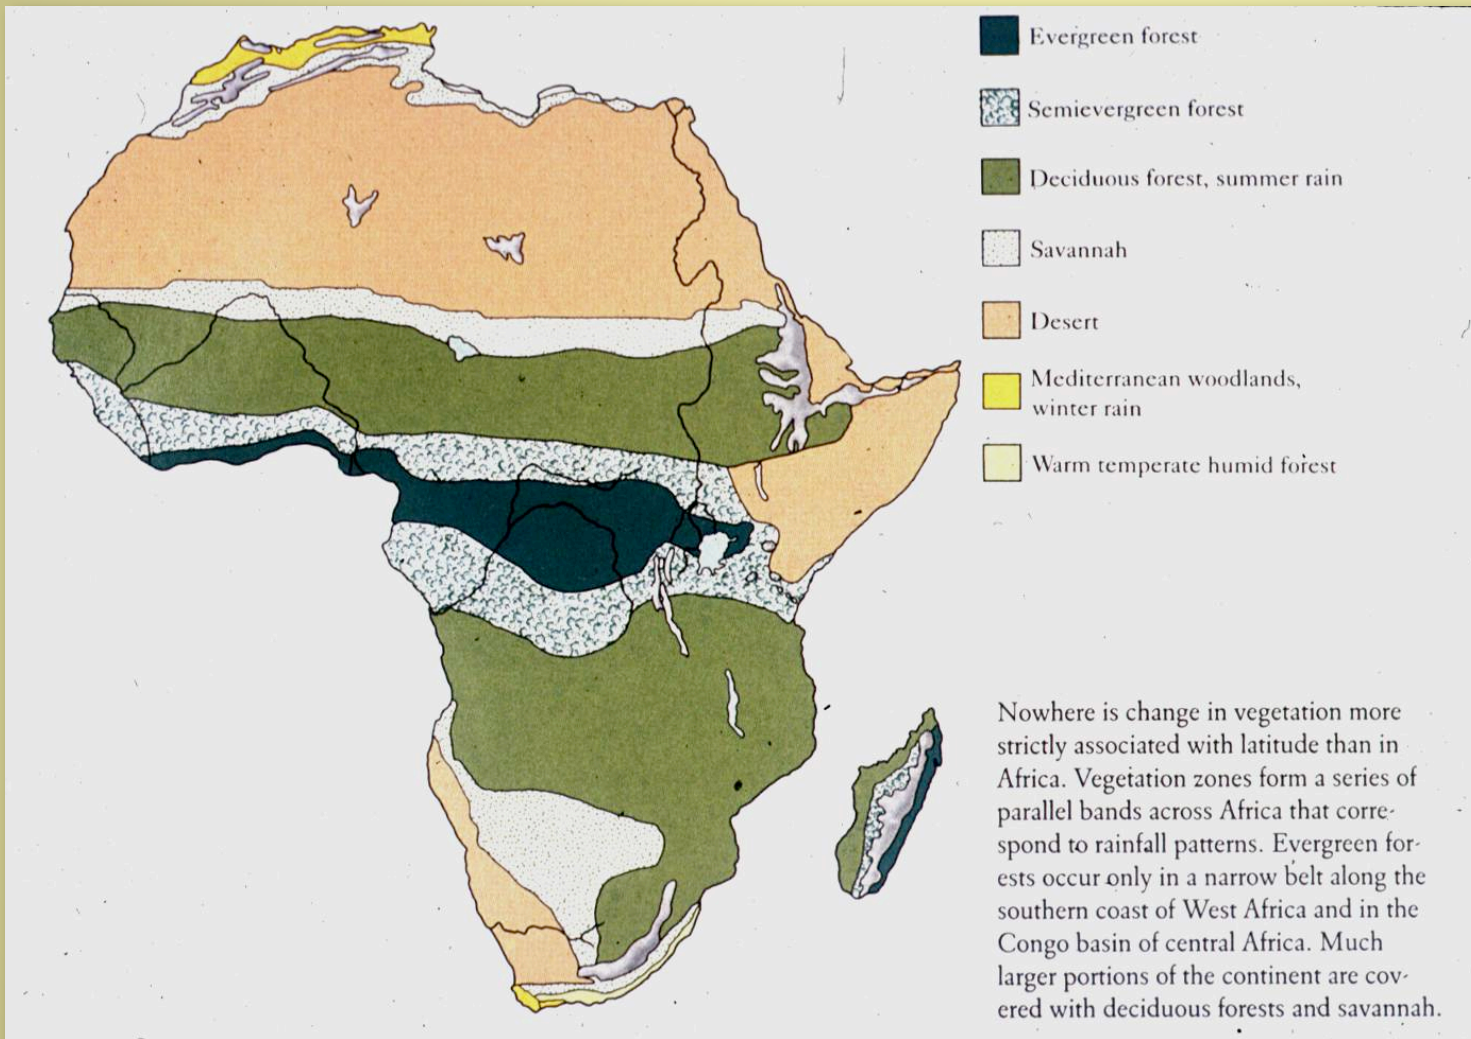 Evergreen forest
Semievergreen forest
Deciduous forest, summer rain
Savannah
Desert
Mediterranean woodlands,
winter rain
Warm temperate humid forest
Nowhere is change in vegetation more
strictly associated with latitude than in
Africa. Vegetation zones form a series of
parallel bands across Africa that corre-
spond to rainfall patterns. Evergreen for-
ests occur only in a narrow belt along the
southern coast of West Africa and in the
Congo basin of central Africa. Much
larger portions of the continent are cov-
ered with deciduous forests and savannah.